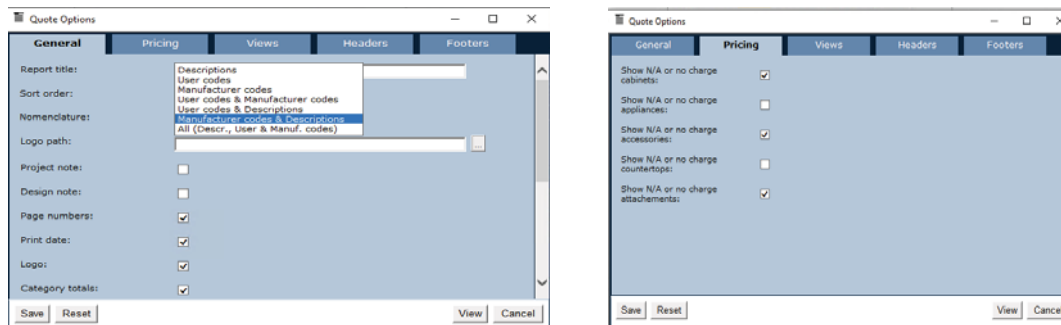 Quote Options
General Pricing Views Headers Footers
Report title:
Sort order:
Nomenclature:
Descriptions
User codes
Manufacturer codes
User codes & Manufacturer codes
User codes & Descriptions
Manufacturer codes & Descriptions
All (Descr., User & Manuf. codes)
Logo path:
...
Project note:
Design note:
Page numbers:
Print date:
Logo:
Category totals:
Save Reset View Cancel
Quote Options
General Pricing Views Headers Footers
Show N/A or no charge
cabinets:
Show N/A or no charge
appliances:
Show N/A or no charge
accessories:
Show N/A or no charge
countertops:
Show N/A or no charge
attachements:
Save Reset View Cance